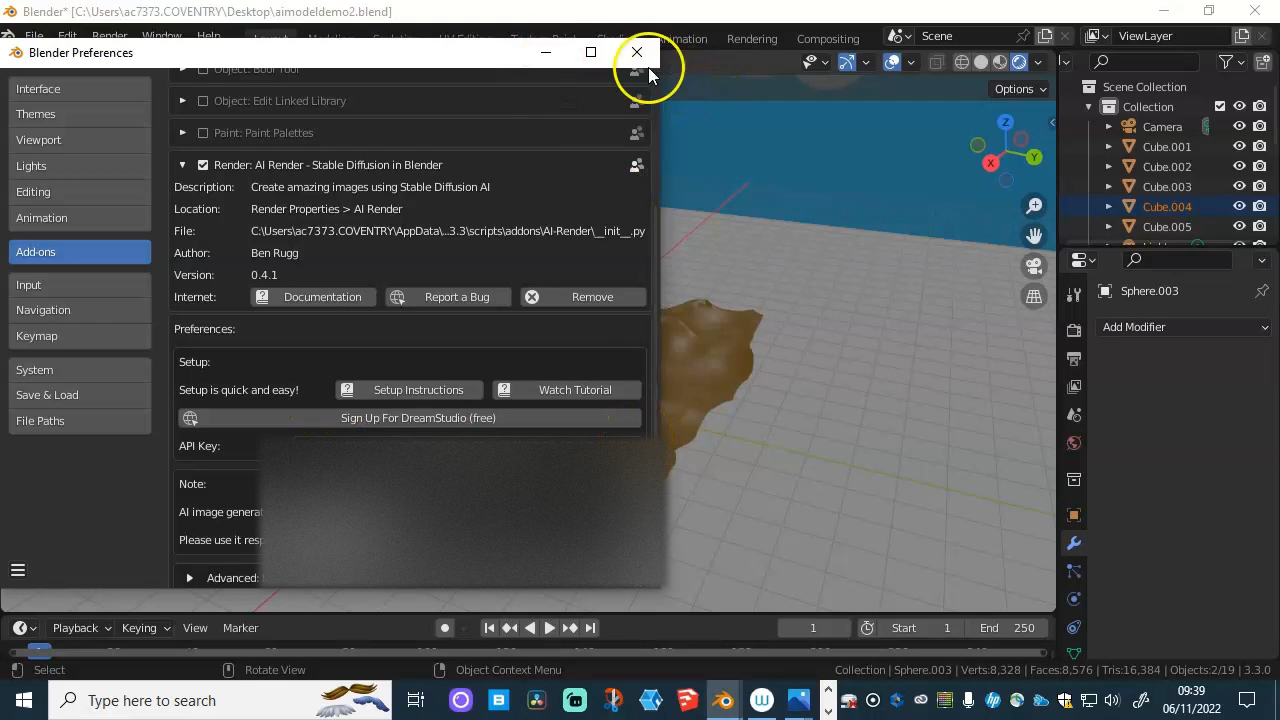 Blender* [C:\Users\ac7373.COVENTRY\Desktop\aimodeldemo2.blend]
Rendering Compositing Scene ViewLayer
Blender Preferences
Options
Interface
Themes
Viewport
Lights
Editing
Animation
Add-ons
Input
Navigation
Keymap
System
Save & Load
File Paths
Object: Bool Tool
Object: Edit Linked Library
Paint: Paint Palettes
Render: AI Render - Stable Diffusion in Blender
Description: Create amazing images using Stable Diffusion AI
Location: Render Properties > AI Render
File: C:\Users\ac7373.COVENTRY\AppData\...3.3\scripts\addons\AI-Render\__init__.py
Author: Ben Rugg
Version: 0.4.1
Internet: Documentation Report a Bug Remove
Preferences:
Setup:
Setup is quick and easy! Setup Instructions Watch Tutorial
Sign Up For DreamStudio (free)
API Key:
Note:
AI image generat
Please use it resp
Advanced:
Z
Y
X
Scene Collection
Collection
Camera
Cube.001
Cube.002
Cube.003
Cube.004
Cube.005
Sphere.003
Add Modifier
Playback Keying View Marker 1 Start 1 End 250
Select Rotate View Object Context Menu Collection | Sphere.003 | Verts:8,328 | Faces:8,576 | Tris:16,384 | Objects:2/19 | 3.3.0
Type here to search
09:39
06/11/2022